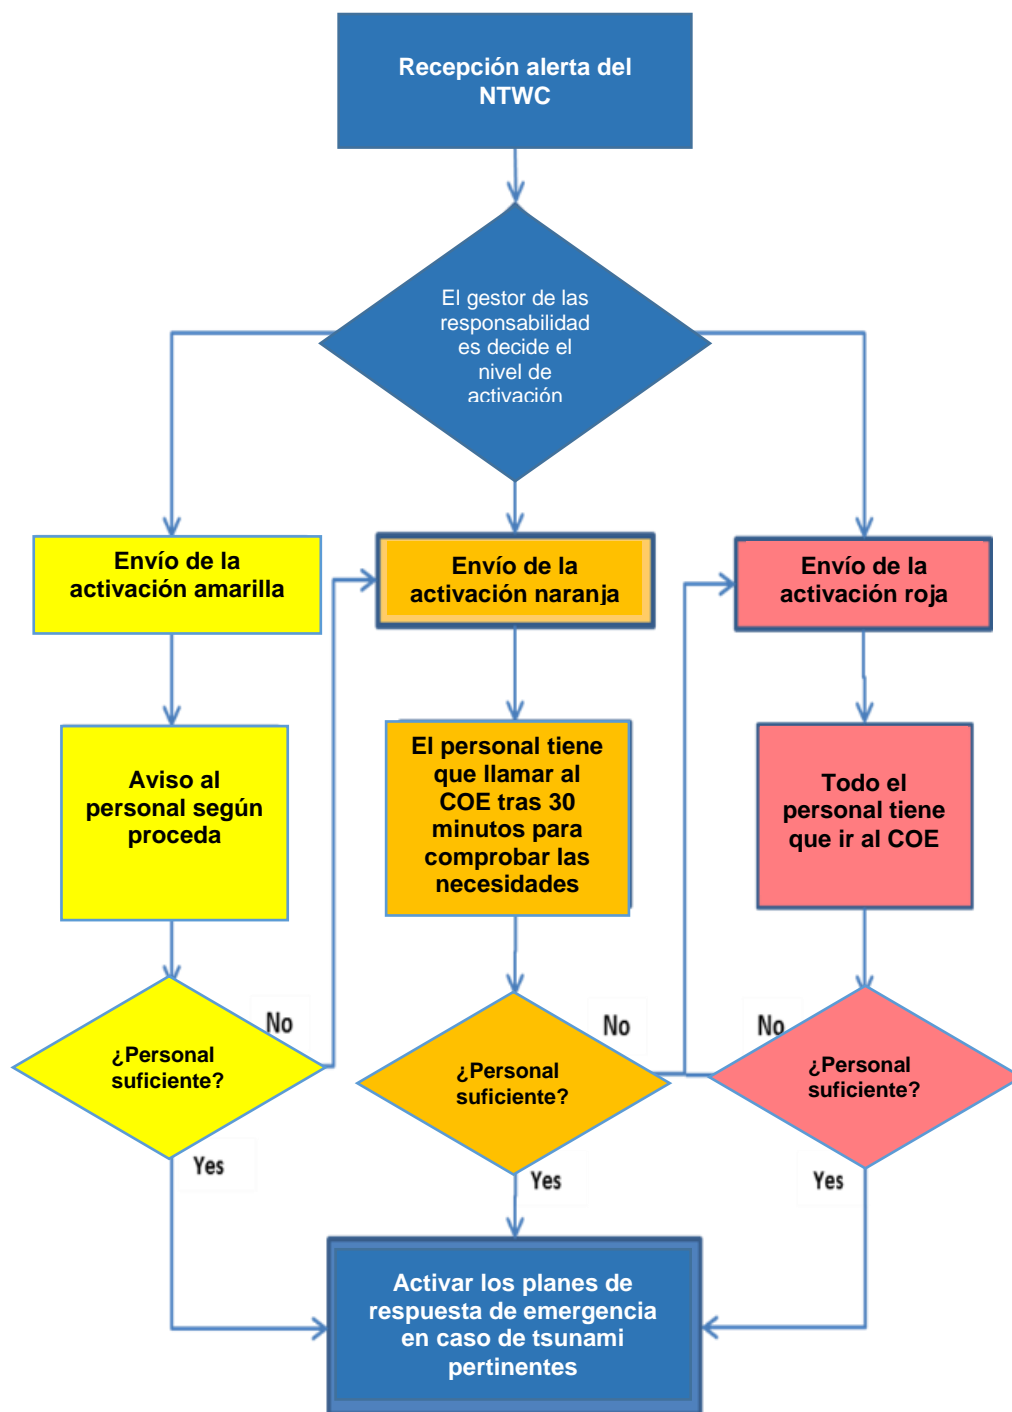 Recepción alerta del
NTWC
El gestor de las
responsabilidad
es decide el
nivel de
activación
Envío de la
activación amarilla
Envío de la
activación naranja
Envío de la
activación roja
Aviso al
personal según
proceda
El personal tiene
que llamar al
COE tras 30
minutos para
comprobar las
necesidades
Todo el
personal tiene
que ir al COE
No
¿Personal
suficiente?
Yes
No
¿Personal
suficiente?
Yes
No
¿Personal
suficiente?
Yes
Activar los planes de
respuesta de emergencia
en caso de tsunami
pertinentes